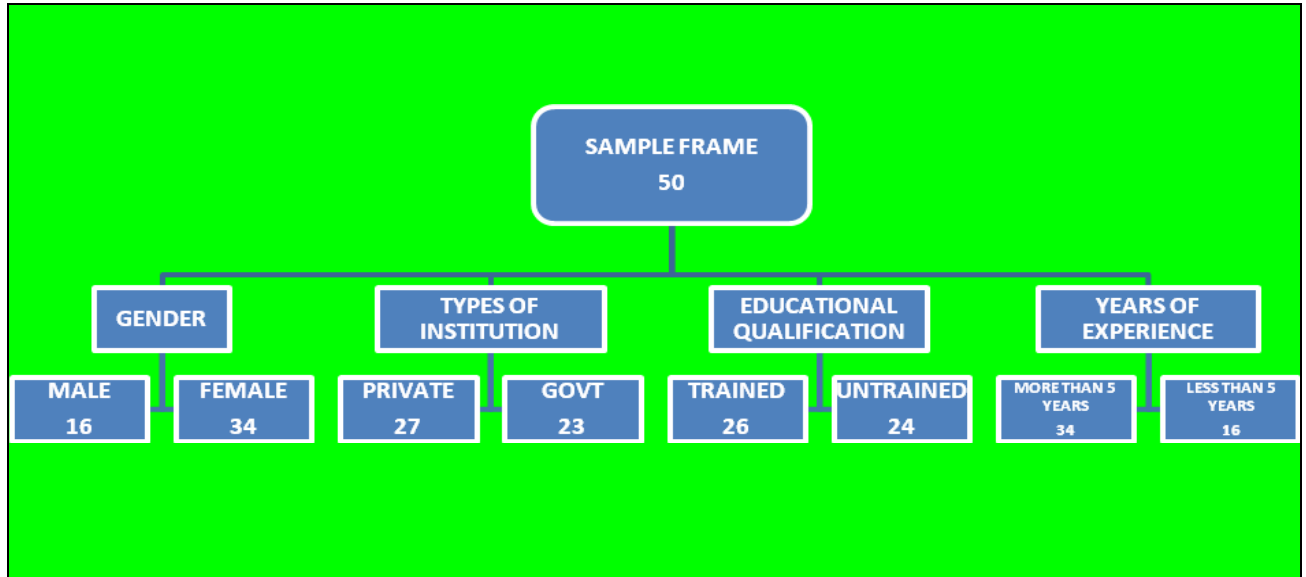 SAMPLE FRAME
50
GENDER
TYPES OF
INSTITUTION
EDUCATIONAL
QUALIFICATION
YEARS OF
EXPERIENCE
MALE
16
FEMALE
34
PRIVATE
27
GOVT
23
TRAINED
26
UNTRAINED
24
MORE THAN 5
YEARS
34
LESS THAN 5
YEARS
16